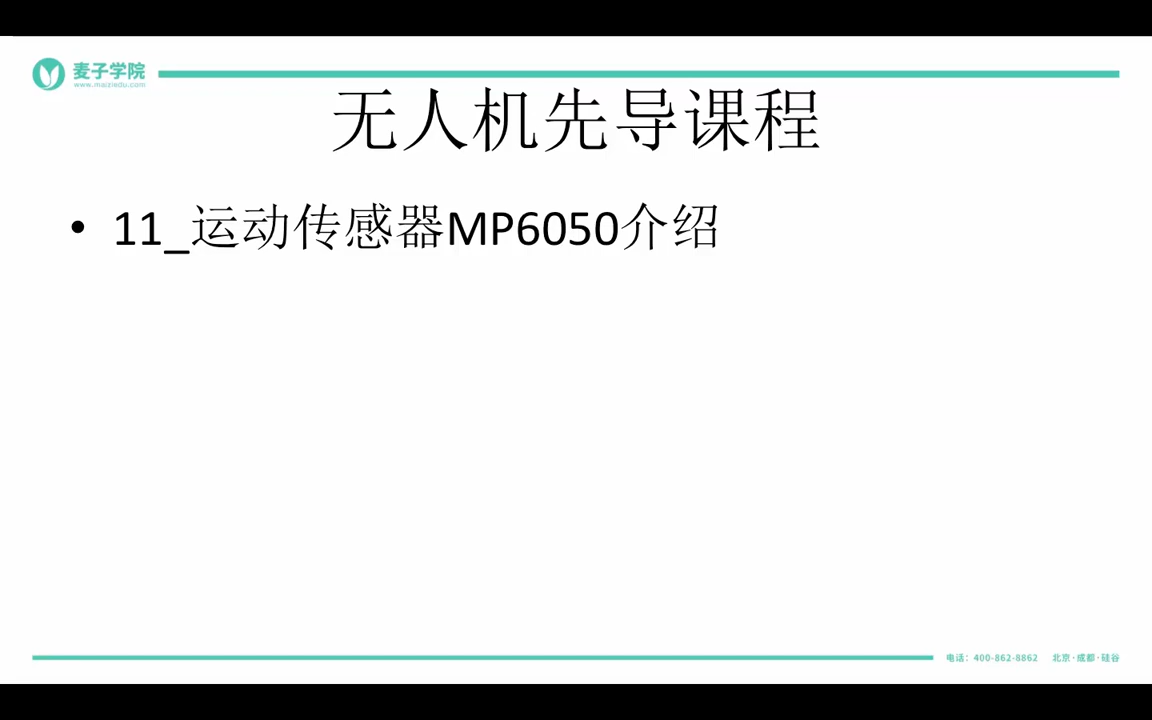 麦子学院
www.maiziedu.com
无人机先导课程
• 11_运动传感器MP6050介绍
电话：400-862-8862 北京·成都·硅谷